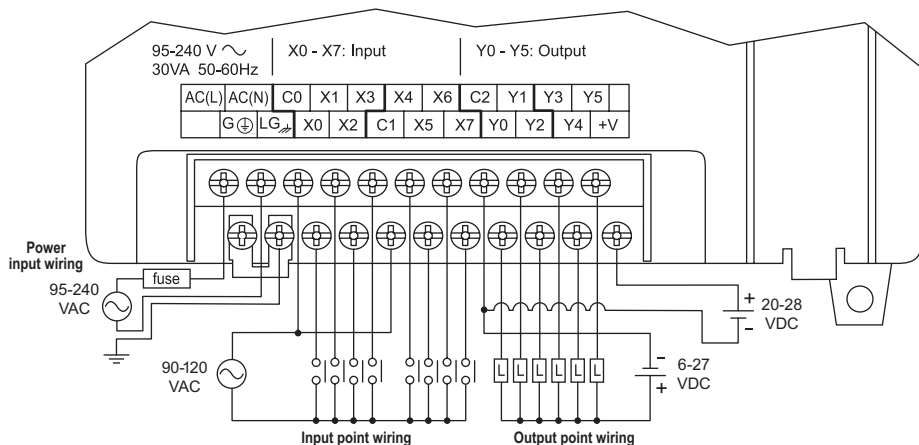 95-240 V
30VA 50-60Hz
X0 - X7: Input
Y0 - Y5: Output
AC(L) AC(N) C0 X1 X3 X4 X6 C2 Y1 Y3 Y5
G LG X0 X2 C1 X5 X7 Y0 Y2 Y4 +V
Power
input wiring
fuse
95-240
VAC
+
-
20-28
VDC
90-120
VAC
L L L L L L
-
+
6-27
VDC
Input point wiring
Output point wiring